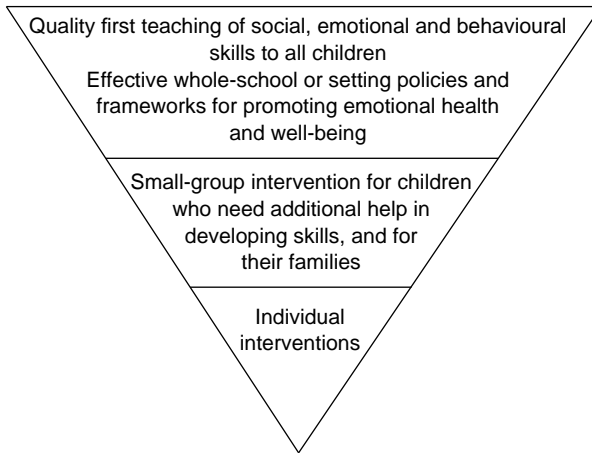 Quality first teaching of social, emotional and behavioural
skills to all children
Effective whole-school or setting policies and
frameworks for promoting emotional health
and well-being
Small-group intervention for children
who need additional help in
developing skills, and for
their families
Individual
interventions